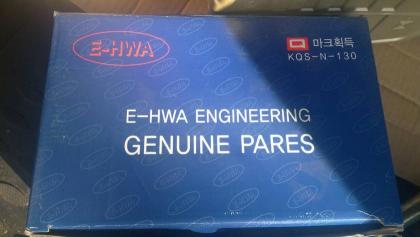 E-HWA
Q 마크획득
KQS-N-130
E-HWA ENGINEERING
GENUINE PARES